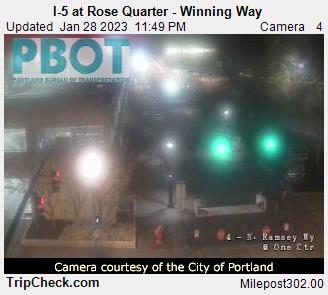 I-5 at Rose Quarter - Winning Way
Updated Jan 28 2023 11:49 PM Camera 4
PBOT
PORTLAND BUREAU OF TRANSPORTATION
4 - N. Ramsey Wy
@ One Ctr
Camera courtesy of the City of Portland
TripCheck.com Milepost302.00